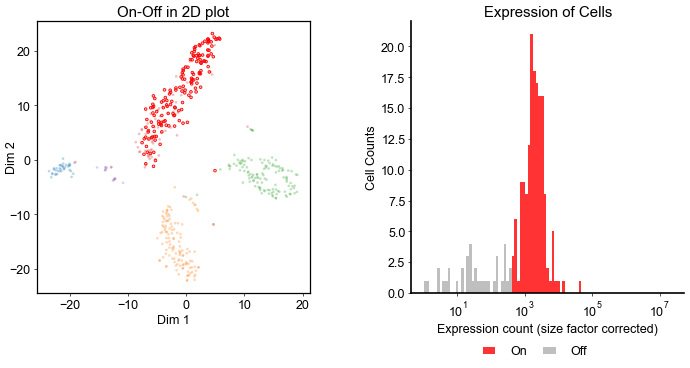 On-Off in 2D plot
20
10
0
−10
−20
Dim 2
−20 −10 0 10 20
Dim 1
Expression of Cells
20.0
17.5
15.0
12.5
10.0
7.5
5.0
2.5
0.0
Cell Counts
10¹ 10³ 10⁵ 10⁷
Expression count (size factor corrected)
On Off